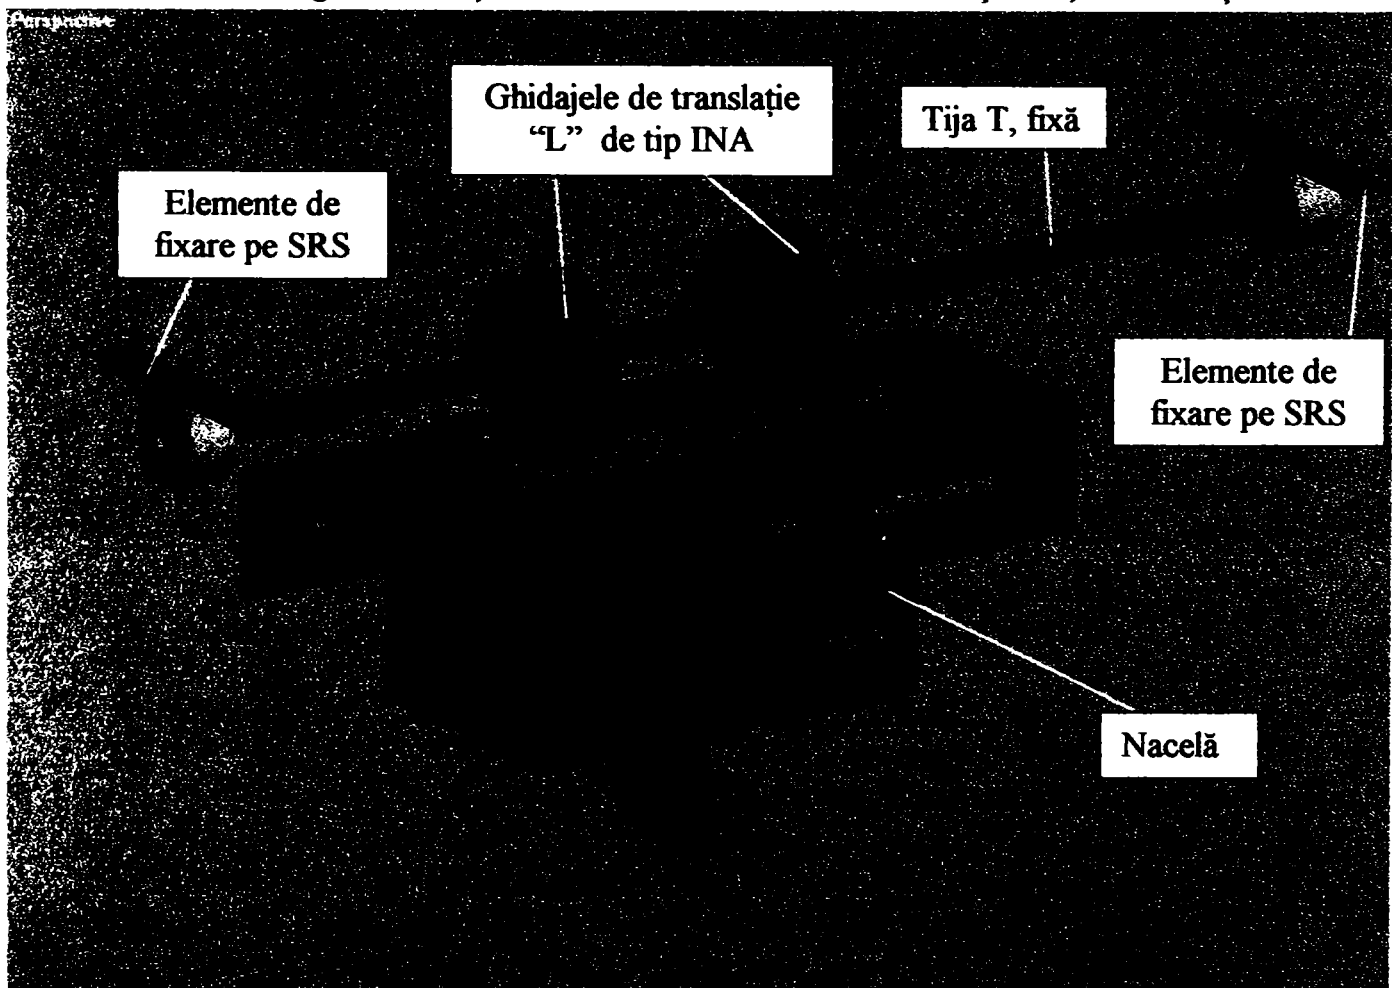 Perspective
Ghidajele de translație
“L” de tip INA
Tija T, fixă
Elemente de
fixare pe SRS
Elemente de
fixare pe SRS
Nacelă